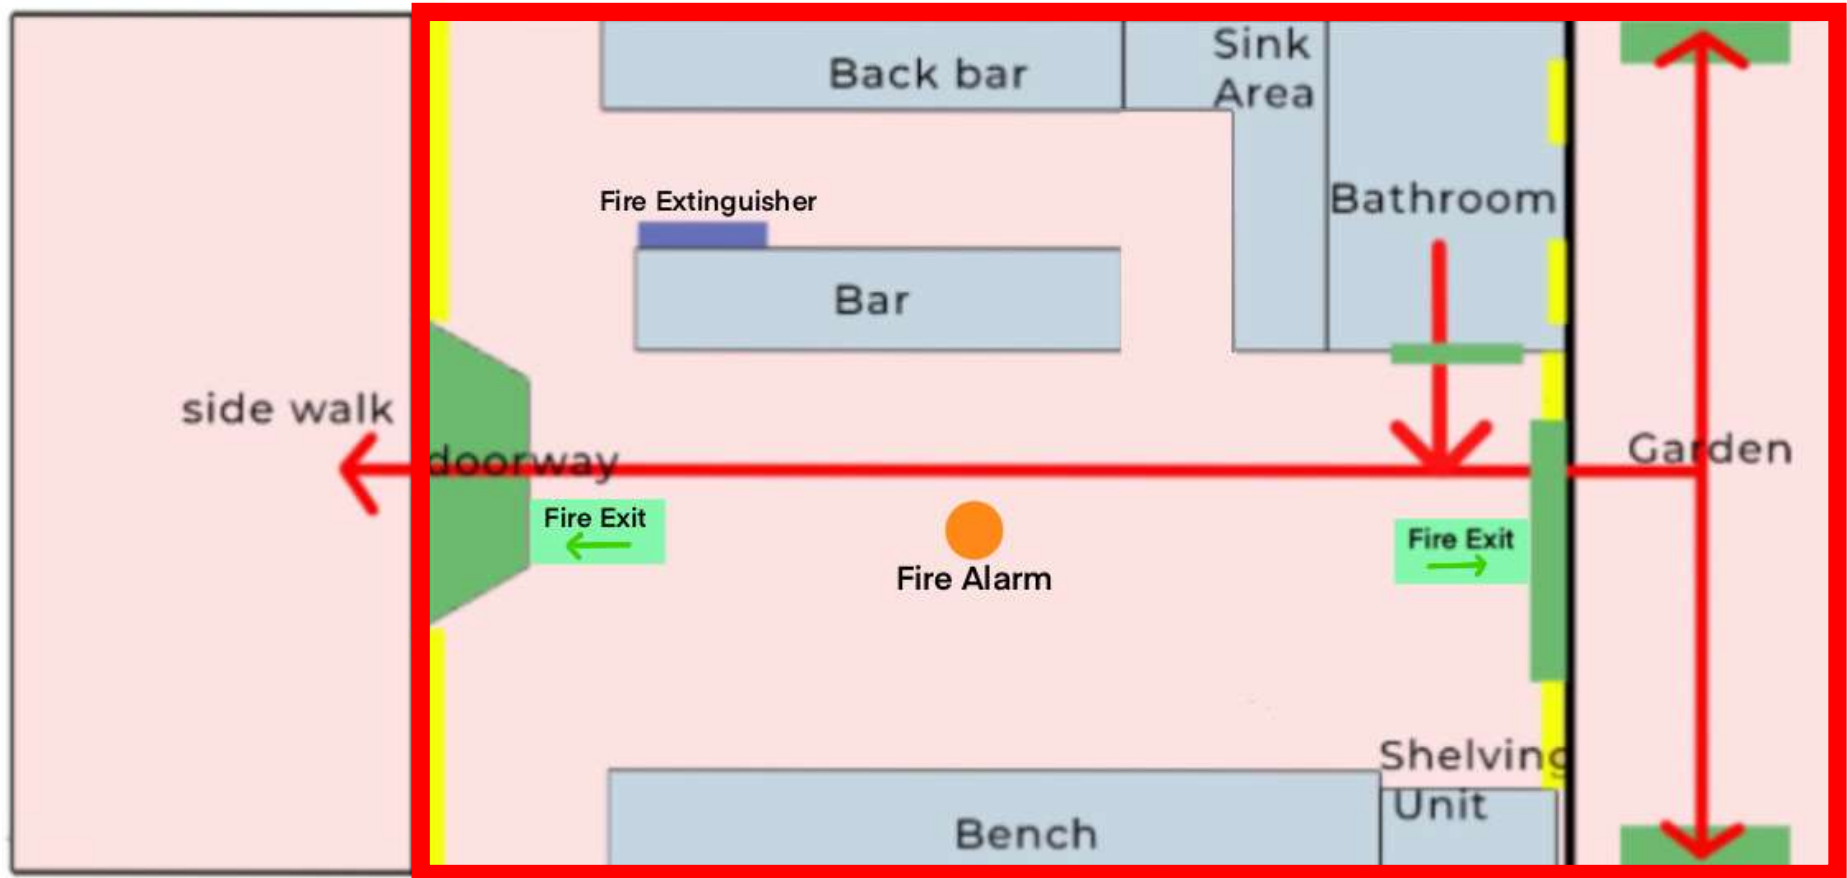 Back bar
Sink
Area
Fire Extinguisher
Bathroom
Bar
side walk
doorway
Garden
Fire Exit
Fire Exit
Fire Alarm
Shelving
Unit
Bench